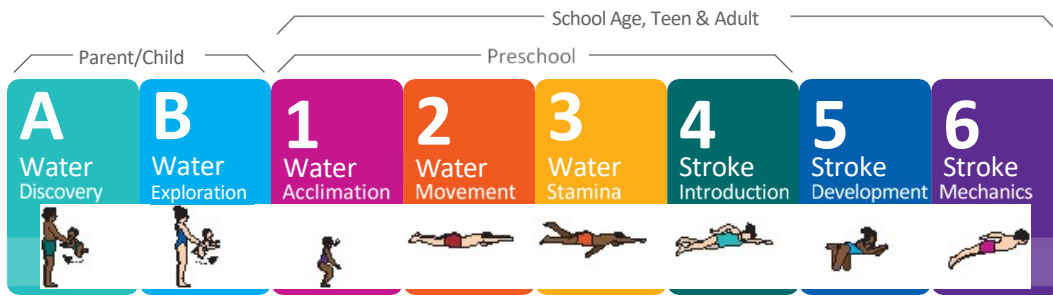 School Age, Teen & Adult
Parent/Child
Preschool
A
Water
Discovery
B
Water
Exploration
1
Water
Acclimation
2
Water
Movement
3
Water
Stamina
4
Stroke
Introduction
5
Stroke
Development
6
Stroke
Mechanics